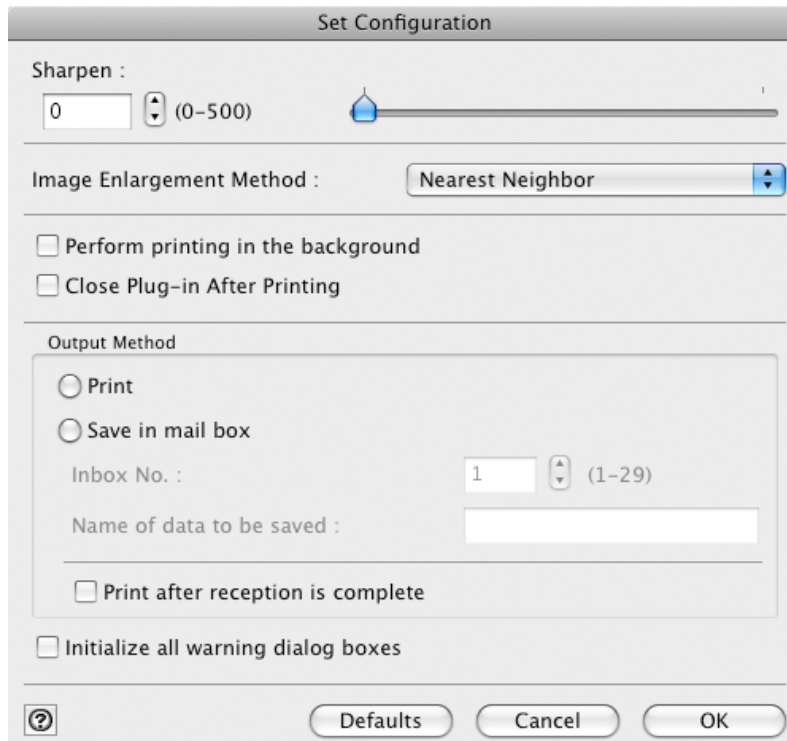 Set Configuration
Sharpen :
0 (0-500)
Image Enlargement Method : Nearest Neighbor
Perform printing in the background
Close Plug-in After Printing
Output Method
Print
Save in mail box
Inbox No. : 1 (1-29)
Name of data to be saved :
Print after reception is complete
Initialize all warning dialog boxes
? Defaults Cancel OK